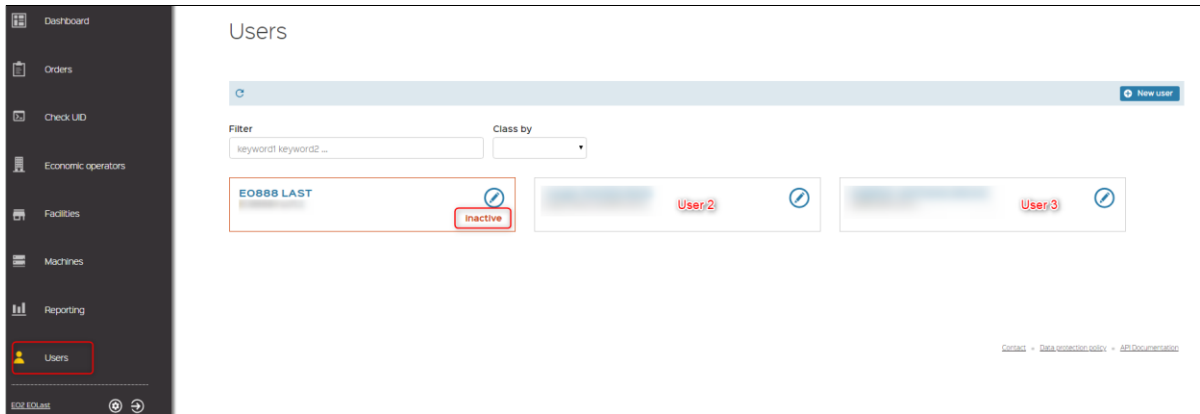 Dashboard
Orders
Check UID
Economic operators
Facilities
Machines
Reporting
Users
EO2 EOLast
Users
New user
Filter
Class by
keyword1 keyword2 ...
EO888 LAST
Inactive
User 2
User 3
Contact - Data protection policy - API Documentation